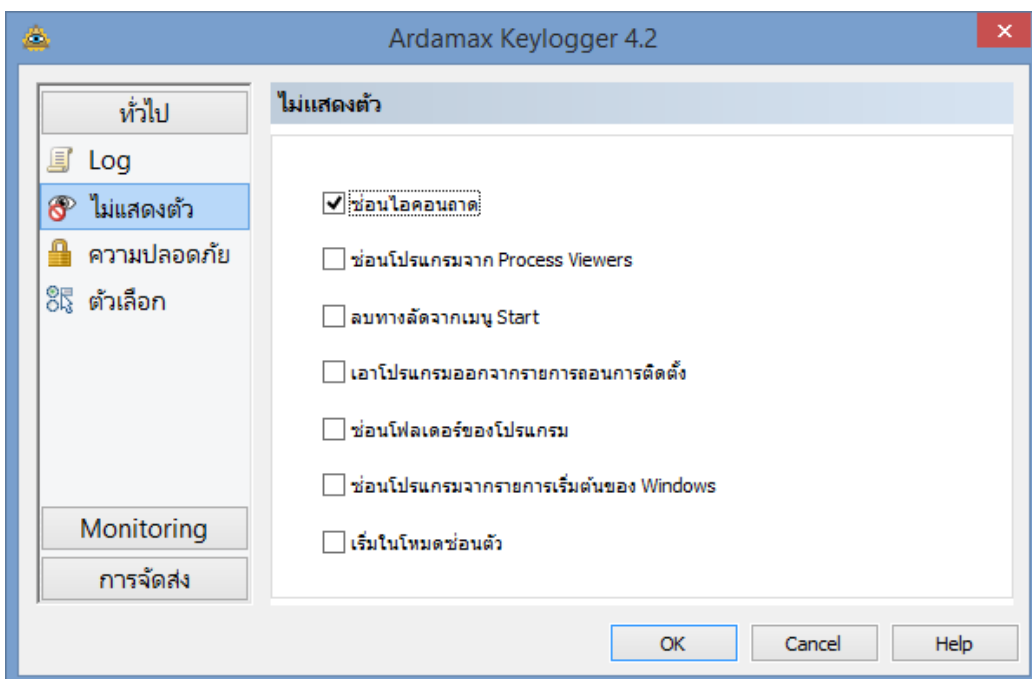 Ardamax Keylogger 4.2
ทั่วไป
Log
ไม่แสดงตัว
ความปลอดภัย
ตัวเลือก
Monitoring
การจัดส่ง
ไม่แสดงตัว
ซ่อนไอคอนถาด
ซ่อนโปรแกรมจาก Process Viewers
ลบทางลัดจากเมนู Start
เอาโปรแกรมออกจากรายการถอนการติดตั้ง
ซ่อนโฟลเดอร์ของโปรแกรม
ซ่อนโปรแกรมจากรายการเริ่มต้นของ Windows
เริ่มในโหมดซ่อนตัว
OK
Cancel
Help